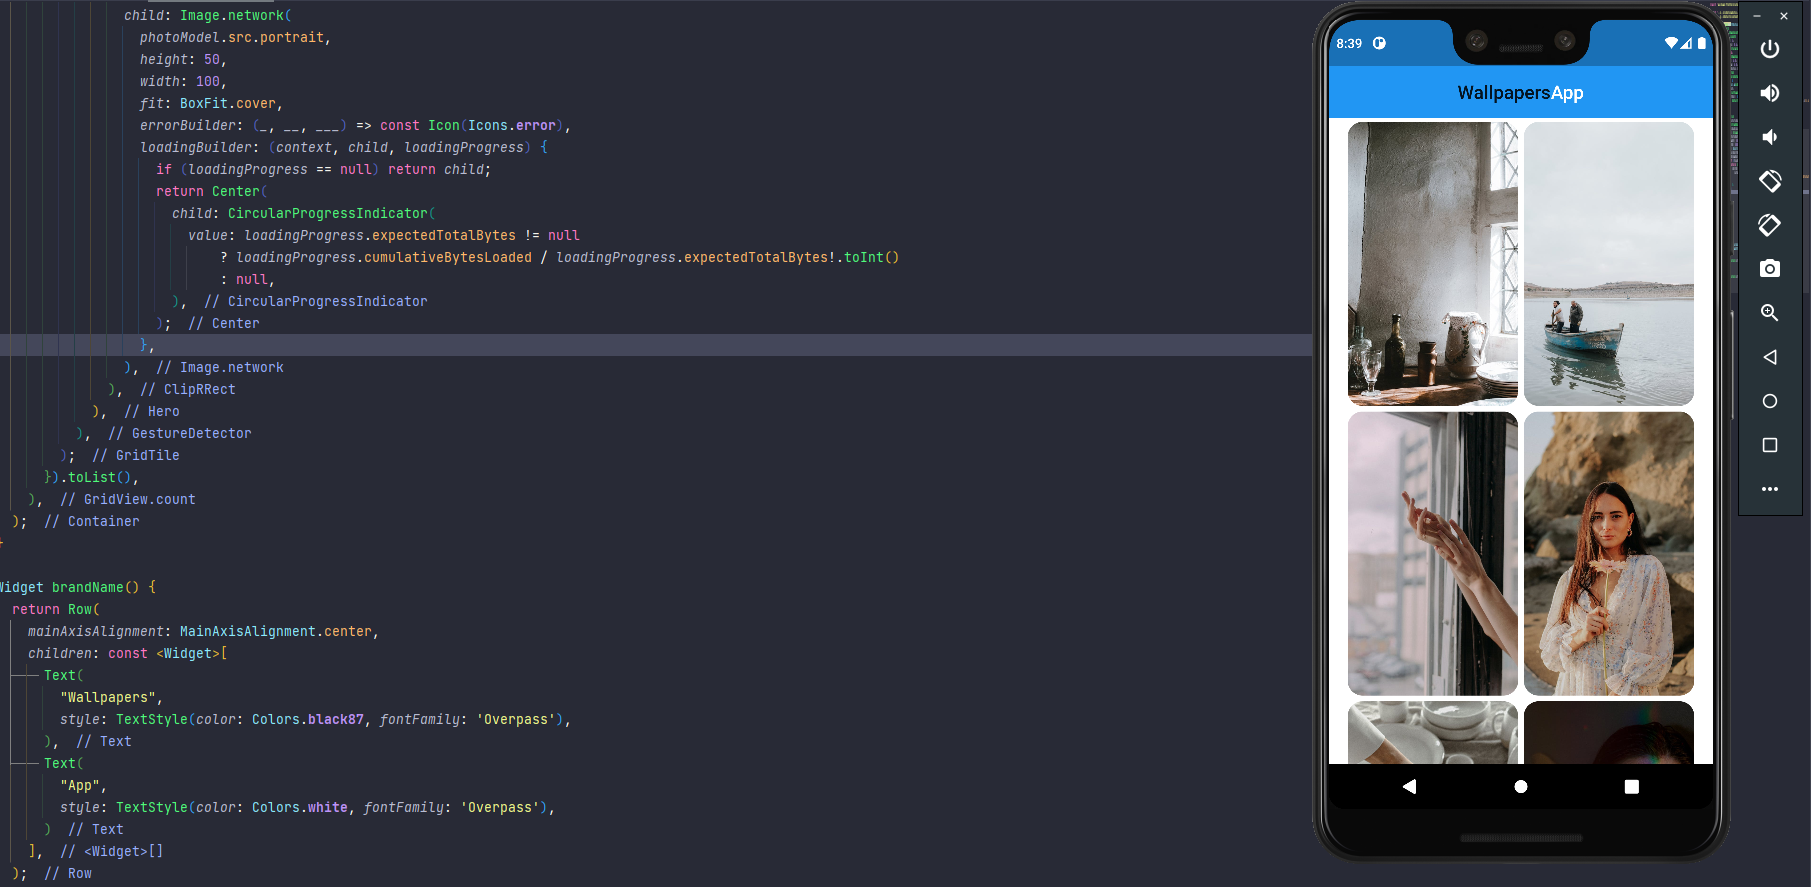 child: Image.network(
photoModel.src.portrait,
height: 50,
width: 100,
fit: BoxFit.cover,
errorBuilder: (_, __, ___) => const Icon(Icons.error),
loadingBuilder: (context, child, loadingProgress) {
if (loadingProgress == null) return child;
return Center(
child: CircularProgressIndicator(
value: loadingProgress.expectedTotalBytes != null
? loadingProgress.cumulativeBytesLoaded / loadingProgress.expectedTotalBytes!.toInt()
: null,
), // CircularProgressIndicator
); // Center
},
), // Image.network
), // ClipRRect
), // Hero
), // GestureDetector
); // GridTile
}).toList(),
), // GridView.count
); // Container
}
Widget brandName() {
return Row(
mainAxisAlignment: MainAxisAlignment.center,
children: const <Widget>[
Text(
"Wallpapers",
style: TextStyle(color: Colors.black87, fontFamily: 'Overpass'),
), // Text
Text(
"App",
style: TextStyle(color: Colors.white, fontFamily: 'Overpass'),
) // Text
], // <Widget>[]
); // Row
8:39
WallpapersApp